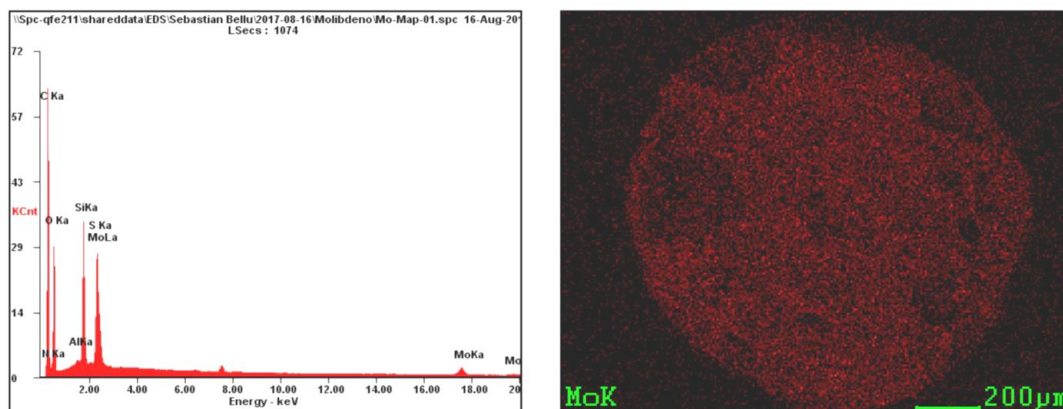 \\Spc-qfe211\shareddata\EDS\Sebastian Bellu\2017-08-16\Molibdeno\Mo-Map-01.spc 16-Aug-201
LSecs : 1074
72
57
43
KCnt
29
14
0
C Ka
O Ka
N Ka
SiKa
S Ka
MoLa
AlKa
MoKa
Mo
2.00 4.00 6.00 8.00 10.00 12.00 14.00 16.00 18.00 20.0
Energy - keV
MoK
200µm